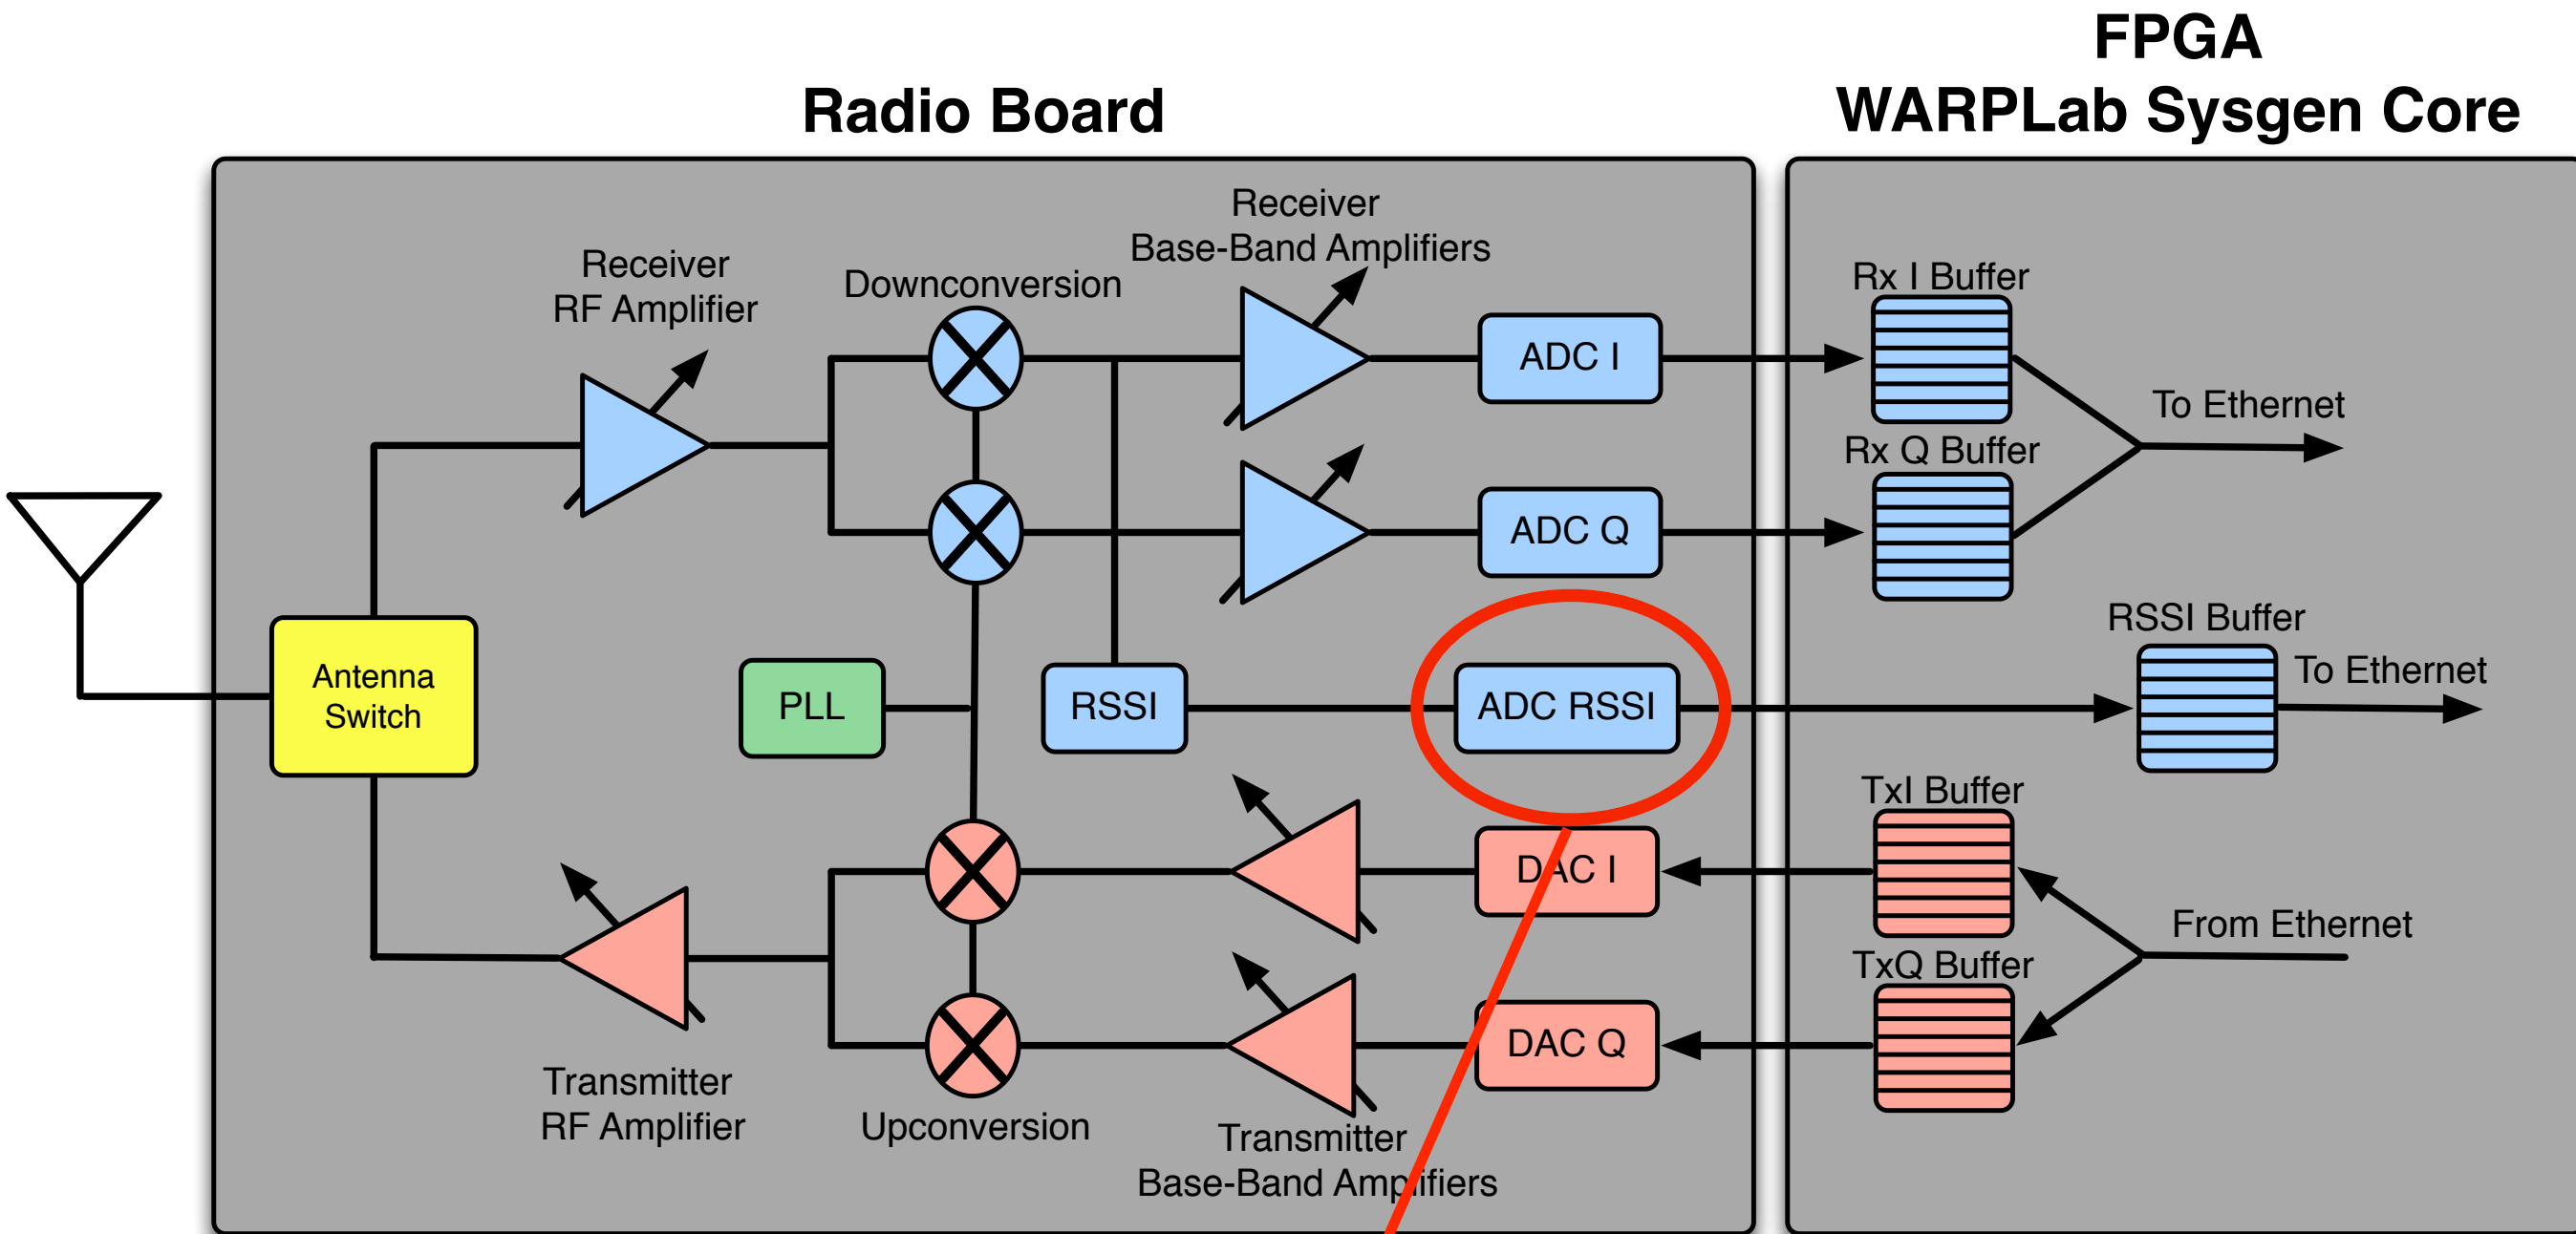 FPGA
WARPLab Sysgen Core
Radio Board
Receiver
Base-Band Amplifiers
Receiver
RF Amplifier
Downconversion
ADC I
Rx I Buffer
To Ethernet
Rx Q Buffer
ADC Q
Antenna
Switch
PLL
RSSI
ADC RSSI
RSSI Buffer
To Ethernet
TxI Buffer
DAC I
From Ethernet
TxQ Buffer
DAC Q
Transmitter
RF Amplifier
Upconversion
Transmitter
Base-Band Amplifiers